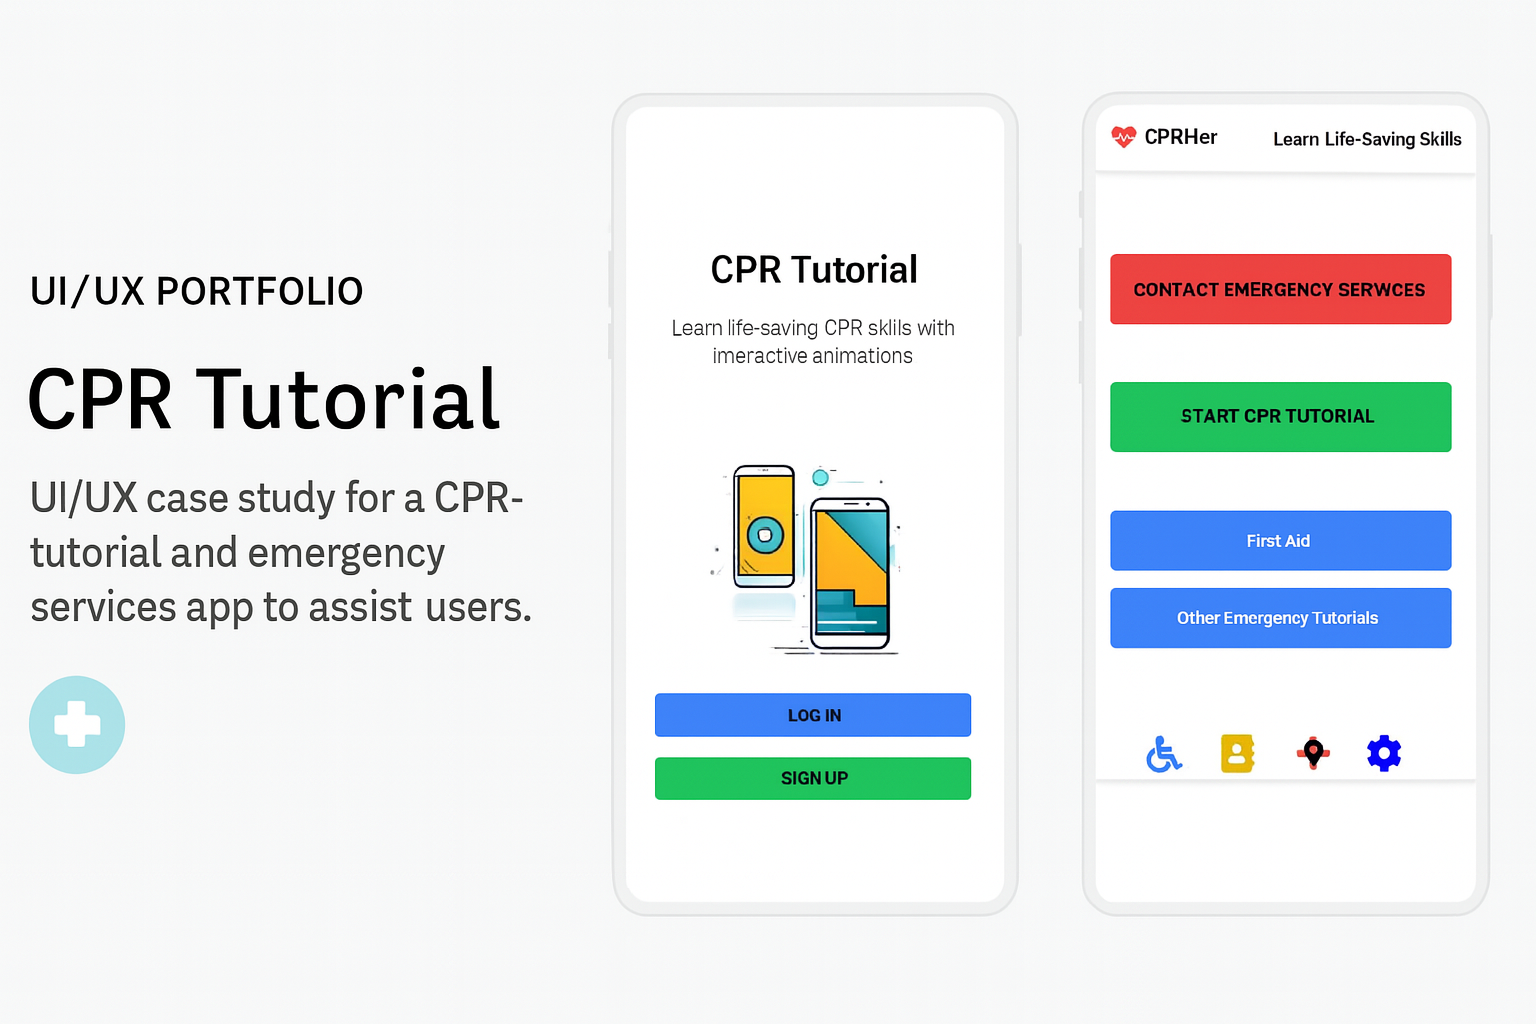 UI/UX PORTFOLIO
CPR Tutorial
UI/UX case study for a CPR-
tutorial and emergency
services app to assist users.
CPR Tutorial
Learn life-saving CPR sklils with
imeractive animations
LOG IN
SIGN UP
CPRHer
Learn Life-Saving Skills
CONTACT EMERGENCY SERWCES
START CPR TUTORIAL
First Aid
Other Emergency Tutorials